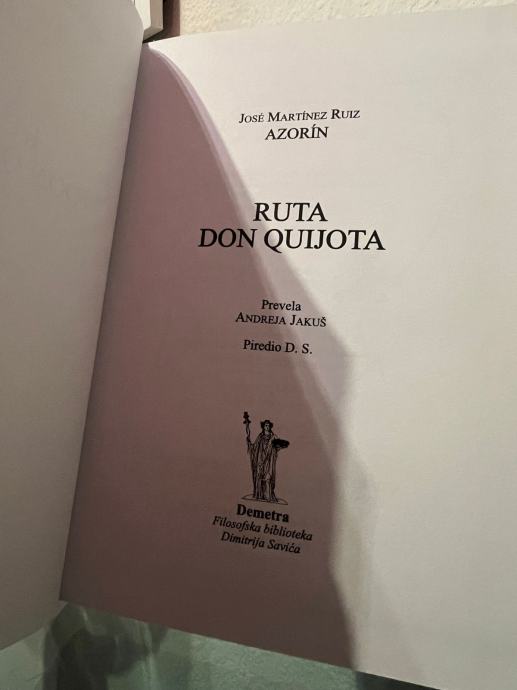 JOSÉ MARTÍNEZ RUIZ
AZORÍN
RUTA
DON QUIJOTA
Prevela
ANDREJA JAKUŠ
Piredio D. S.
Demetra
Filosofska biblioteka
Dimitrija Savića